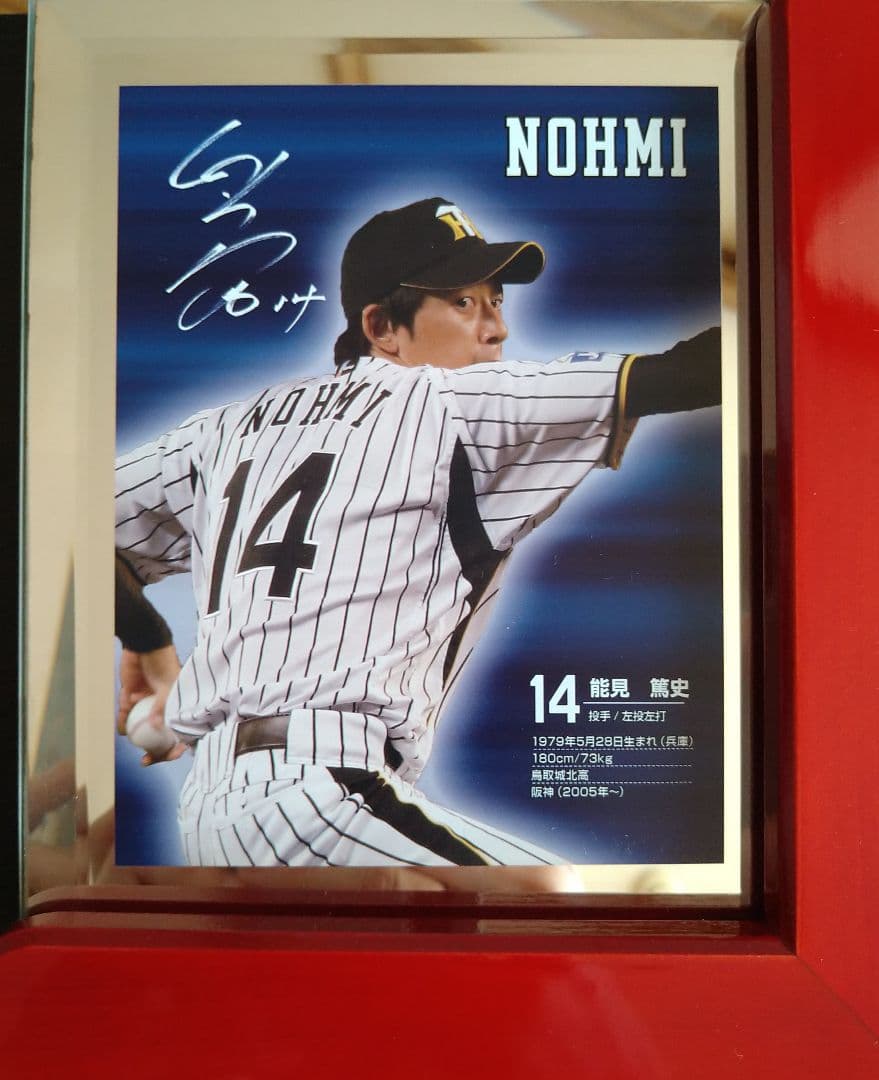 NOHMI
14
NOHMI
14
14 能見　篤史
投手 / 左投左打
1979年5月28日生まれ (兵庫)
180cm/73kg
鳥取城北高
阪神 (2005年〜)